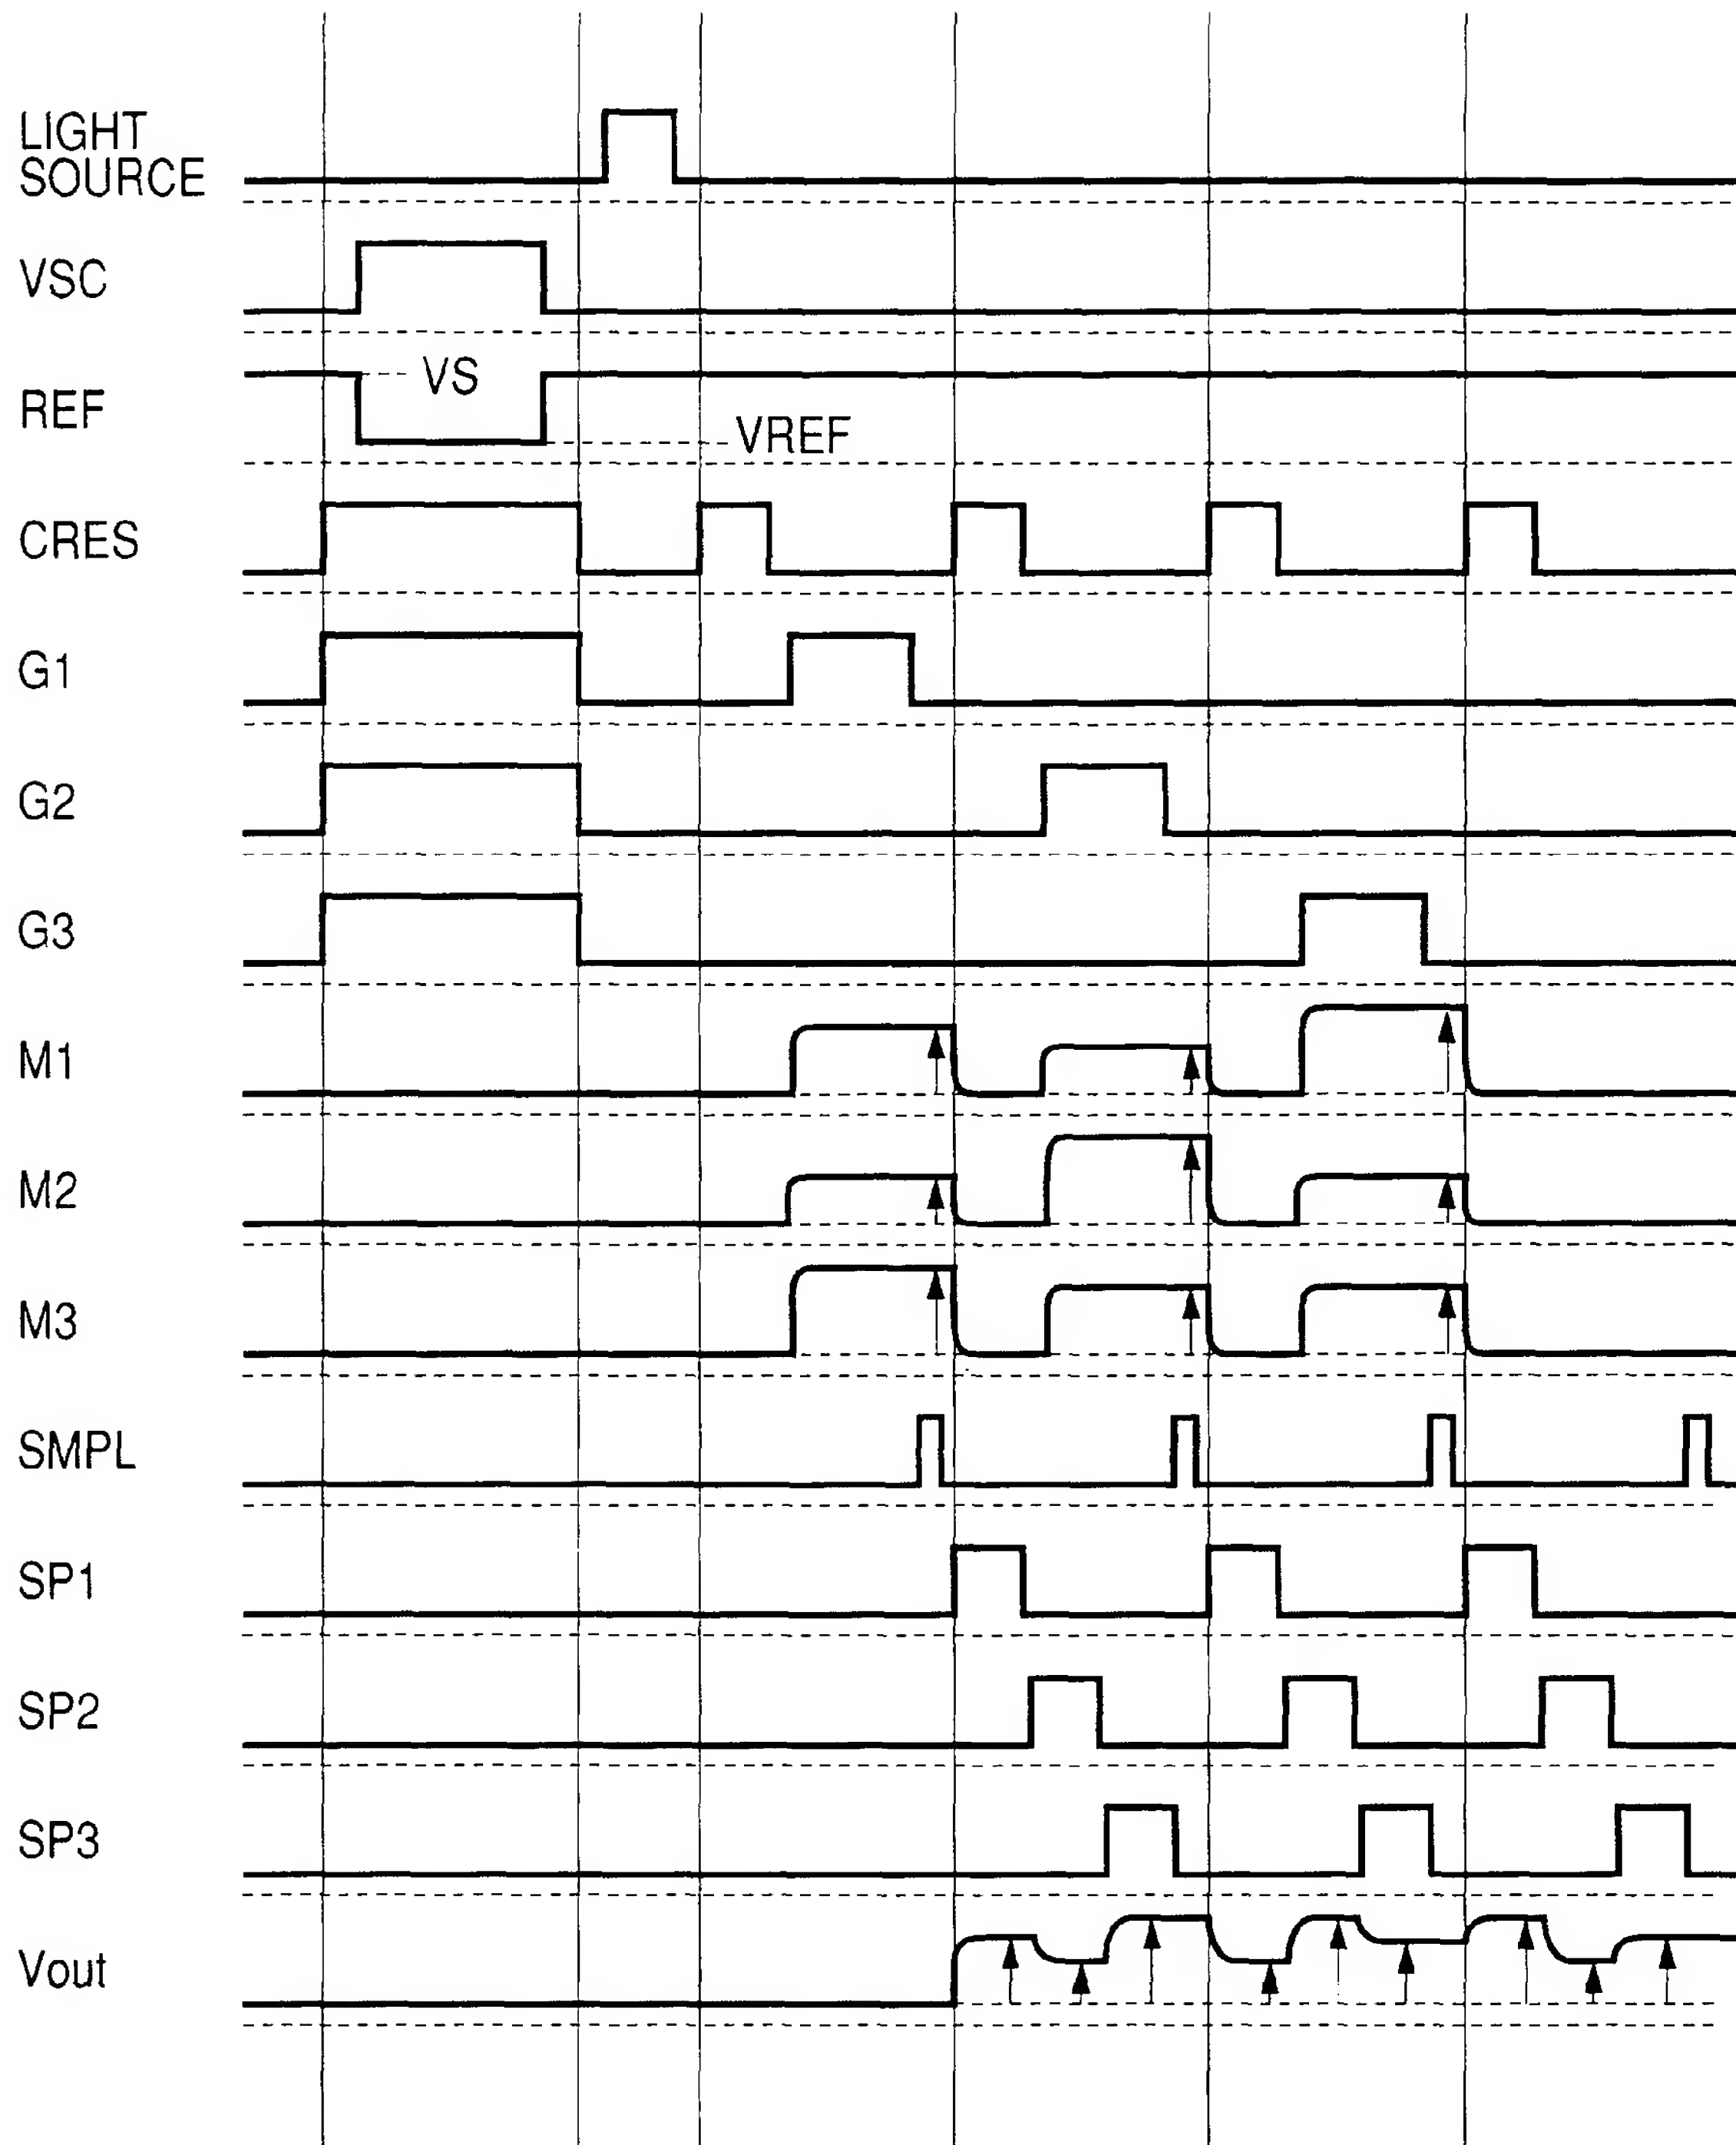 LIGHT
SOURCE
VSC
VS
REF
VREF
CRES
G1
G2
G3
M1
M2
M3
SMPL
SP1
SP2
SP3
Vout